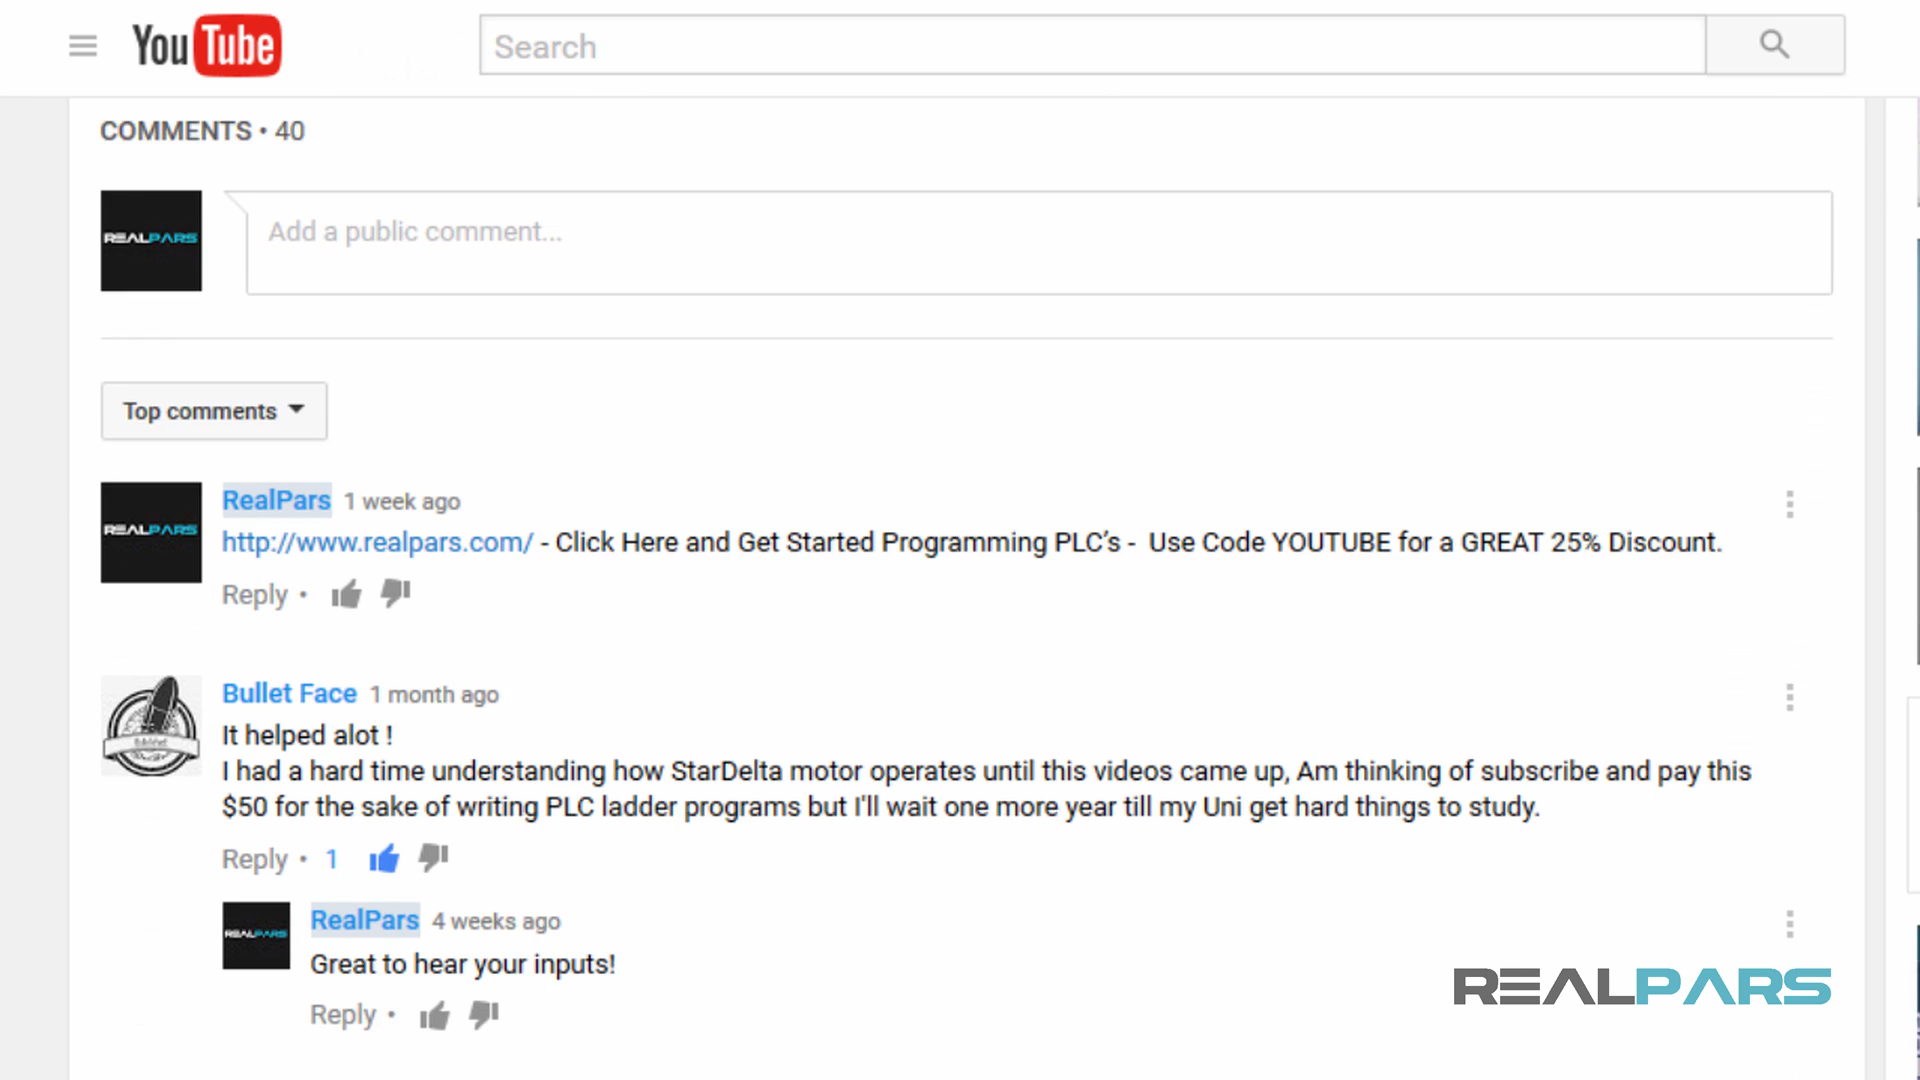 YouTube
Search
COMMENTS • 40
REALPARS
Add a public comment...
Top comments
REALPARS
RealPars 1 week ago
http://www.realpars.com/ - Click Here and Get Started Programming PLC’s - Use Code YOUTUBE for a GREAT 25% Discount.
Reply •
Bullet Face 1 month ago
It helped alot !
I had a hard time understanding how StarDelta motor operates until this videos came up, Am thinking of subscribe and pay this
$50 for the sake of writing PLC ladder programs but I'll wait one more year till my Uni get hard things to study.
Reply • 1
REALPARS
RealPars 4 weeks ago
Great to hear your inputs!
Reply •
REALPARS